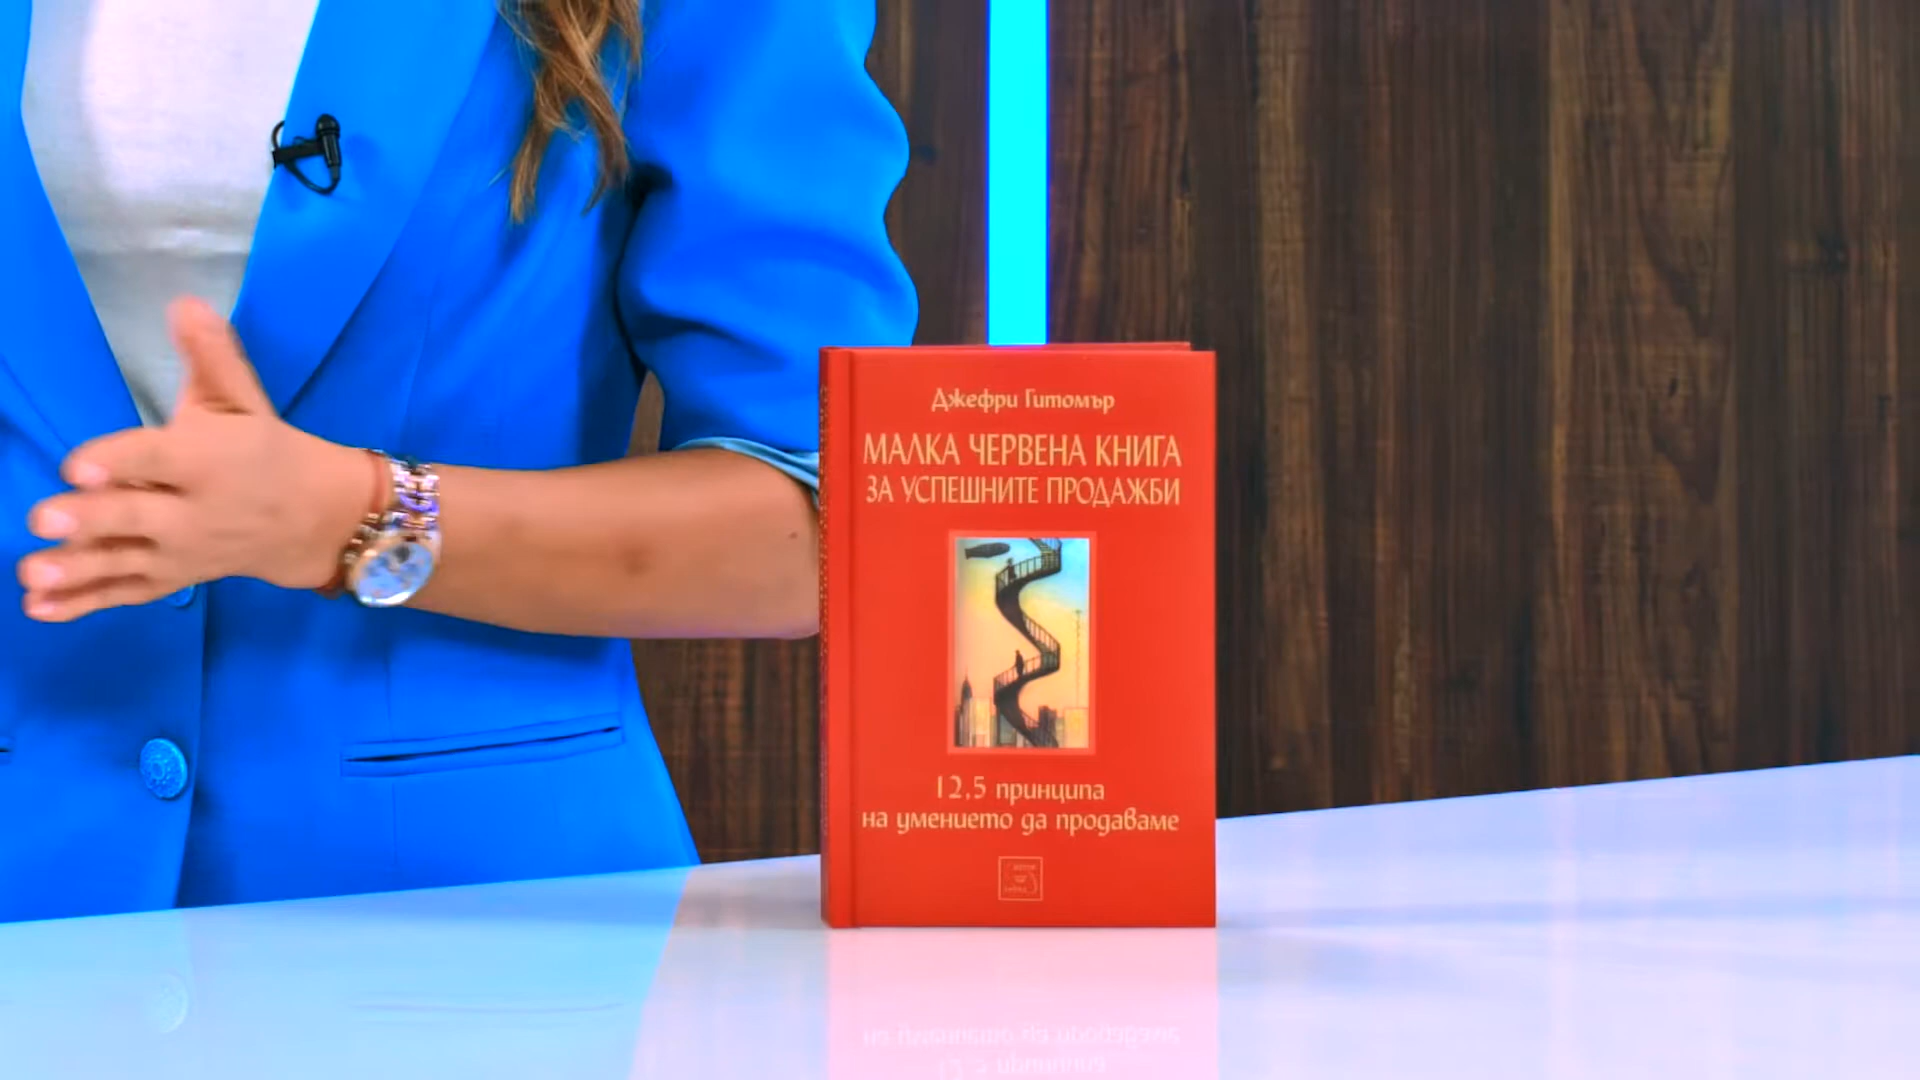 Джефри Гитомър
МАЛКА ЧЕРВЕНА КНИГА
ЗА УСПЕШНИТЕ ПРОДАЖБИ
12,5 принципа
на умението да продаваме